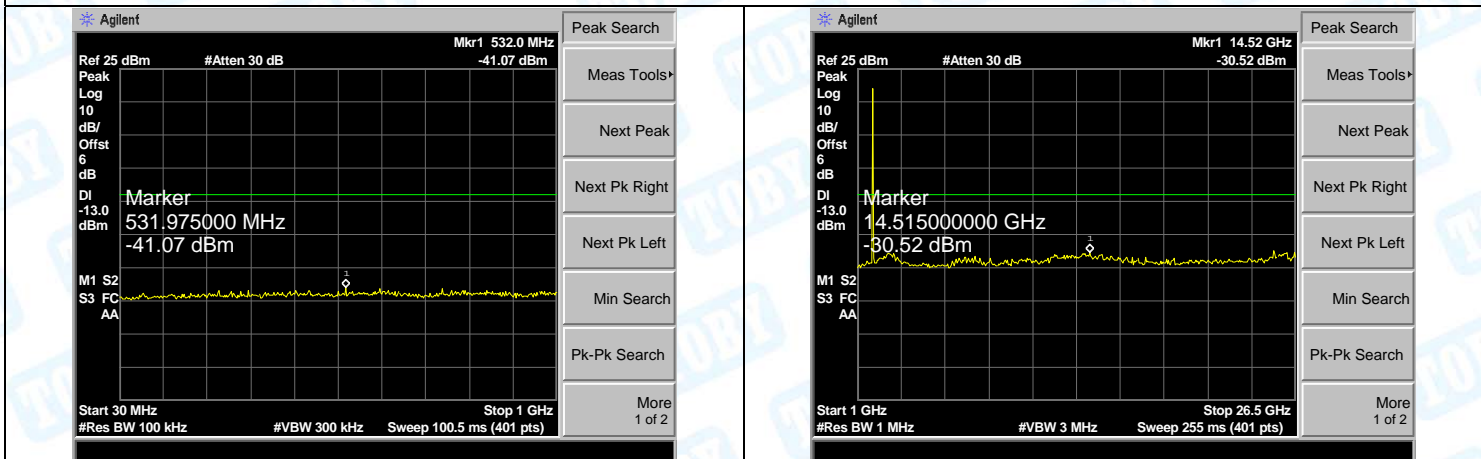 Agilent
Peak Search
Mkr1 532.0 MHz
Ref 25 dBm #Atten 30 dB -41.07 dBm
Peak
Log
10
dB/
Offst
6
dB
DI
-13.0
dBm
Marker
531.975000 MHz
-41.07 dBm
1
M1 S2
S3 FC
AA
Start 30 MHz Stop 1 GHz
#Res BW 100 kHz #VBW 300 kHz Sweep 100.5 ms (401 pts)
Meas Tools
Next Peak
Next Pk Right
Next Pk Left
Min Search
Pk-Pk Search
More
1 of 2
Agilent
Peak Search
Mkr1 14.52 GHz
Ref 25 dBm #Atten 30 dB -30.52 dBm
Peak
Log
10
dB/
Offst
6
dB
DI
-13.0
dBm
Marker
14.515000000 GHz
-30.52 dBm
1
M1 S2
S3 FC
AA
Start 1 GHz Stop 26.5 GHz
#Res BW 1 MHz #VBW 3 MHz Sweep 255 ms (401 pts)
Meas Tools
Next Peak
Next Pk Right
Next Pk Left
Min Search
Pk-Pk Search
More
1 of 2
TOBY